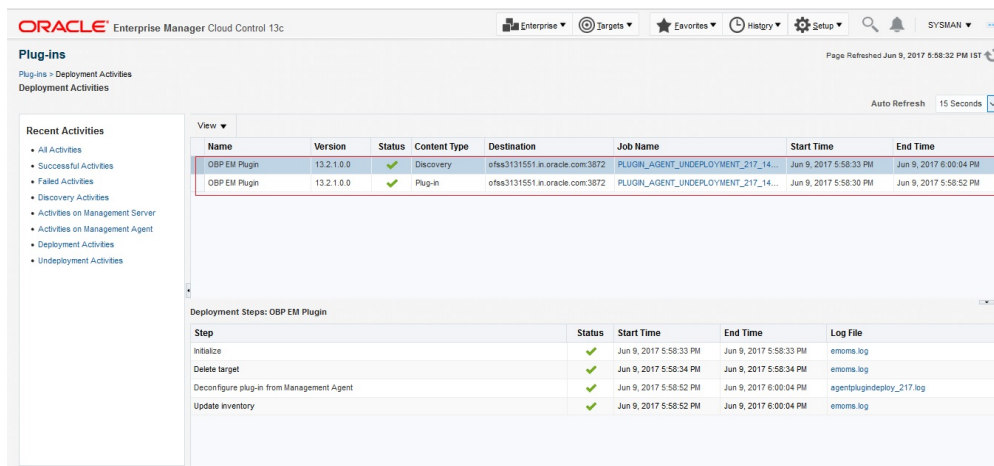 ORACLE Enterprise Manager Cloud Control 13c
Enterprise Targets Favorites History Setup SYSMAN
Plug-ins
Page Refreshed Jun 9, 2017 5:58:32 PM IST
Plug-ins > Deployment Activities
Deployment Activities
Auto Refresh 15 Seconds
Recent Activities
• All Activities
• Successful Activities
• Failed Activities
• Discovery Activities
• Activities on Management Server
• Activities on Management Agent
• Deployment Activities
• Undeployment Activities
View
Name Version Status Content Type Destination Job Name Start Time End Time
OBP EM Plugin 13.2.1.0.0 Discovery ofss3131551.in.oracle.com:3872 PLUGIN_AGENT_UNDEPLOYMENT_217_14... Jun 9, 2017 5:58:33 PM Jun 9, 2017 6:00:04 PM
OBP EM Plugin 13.2.1.0.0 Plug-in ofss3131551.in.oracle.com:3872 PLUGIN_AGENT_UNDEPLOYMENT_217_14... Jun 9, 2017 5:58:30 PM Jun 9, 2017 5:58:52 PM
Deployment Steps: OBP EM Plugin
Step Status Start Time End Time Log File
Initialize Jun 9, 2017 5:58:33 PM Jun 9, 2017 5:58:33 PM emoms.log
Delete target Jun 9, 2017 5:58:34 PM Jun 9, 2017 5:58:34 PM emoms.log
Deconfigure plug-in from Management Agent Jun 9, 2017 5:58:52 PM Jun 9, 2017 6:00:04 PM agentplugindeploy_217.log
Update inventory Jun 9, 2017 5:58:52 PM Jun 9, 2017 6:00:04 PM emoms.log